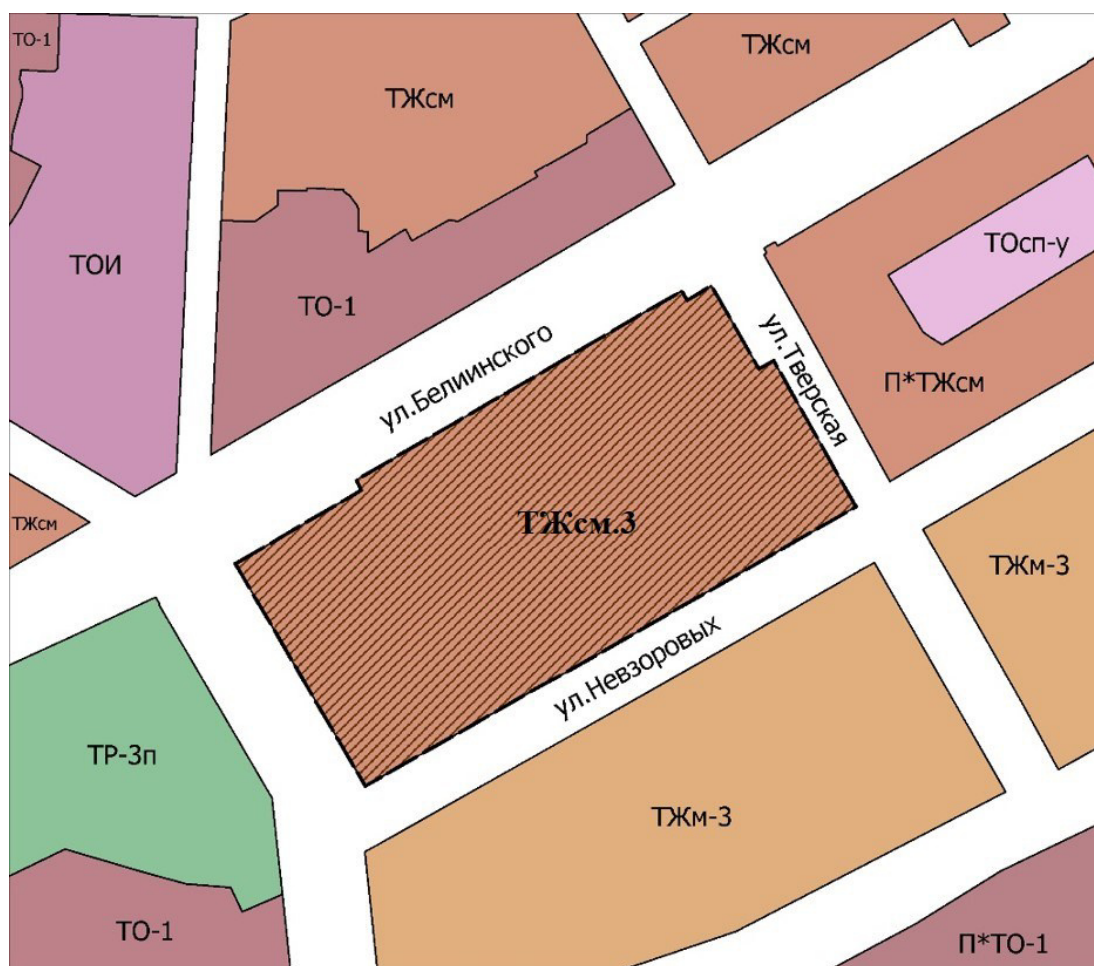 ТО-1
ТЖсм
ТЖсм
ТОИ
ТОсп-у
ТО-1
ул.Белиинского
ул.Тверская
П*ТЖсм
ТЖсм
ТЖсм.3
ТЖм-3
ул.Невзоровых
ТР-3п
ТЖм-3
ТО-1
П*ТО-1